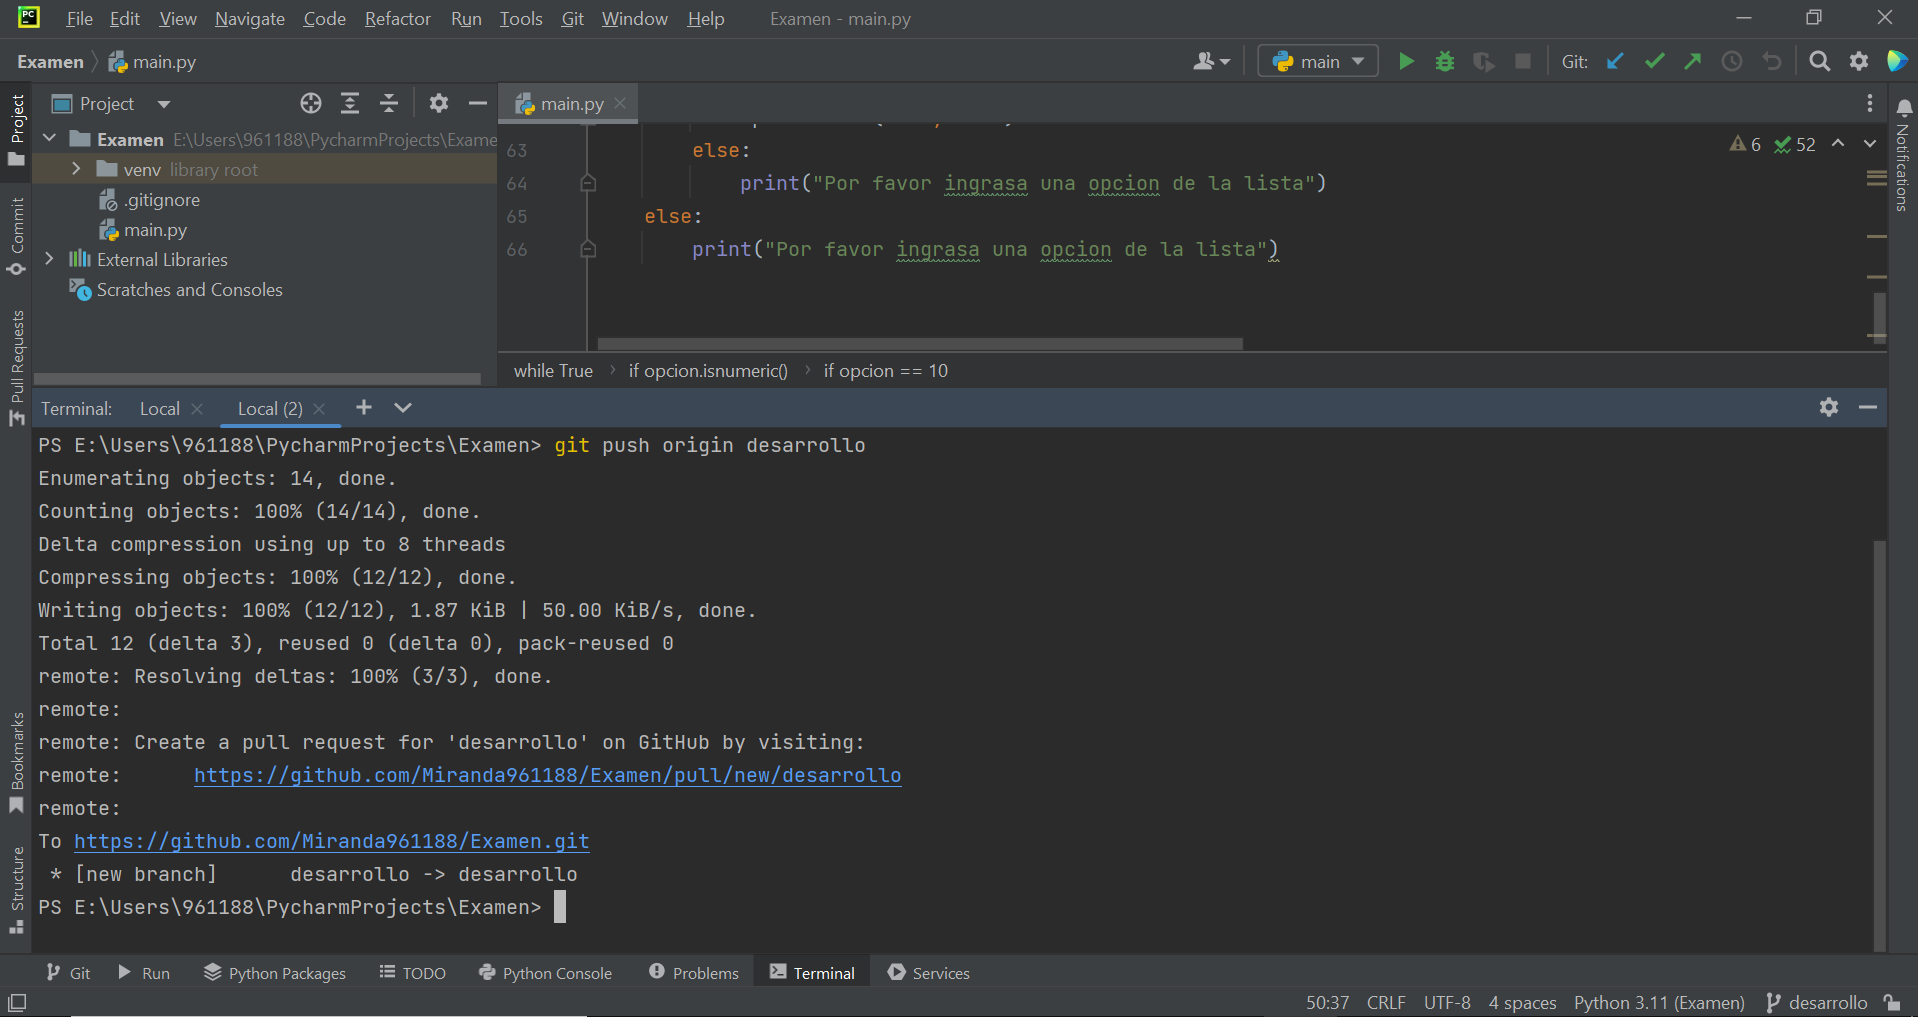 PC File Edit View Navigate Code Refactor Run Tools Git Window Help Examen - main.py
Examen main.py main Git:
Project
main.py
Examen E:\Users\961188\PycharmProjects\Exame
venv library root
.gitignore
main.py
External Libraries
Scratches and Consoles
63 else:
64 print("Por favor ingrasa una opcion de la lista")
65 else:
66 print("Por favor ingrasa una opcion de la lista")
6 52
while True if opcion.isnumeric() if opcion == 10
Project
Commit
Pull Requests
Bookmarks
Structure
Notifications
Terminal: Local Local (2)
PS E:\Users\961188\PycharmProjects\Examen> git push origin desarrollo
Enumerating objects: 14, done.
Counting objects: 100% (14/14), done.
Delta compression using up to 8 threads
Compressing objects: 100% (12/12), done.
Writing objects: 100% (12/12), 1.87 KiB | 50.00 KiB/s, done.
Total 12 (delta 3), reused 0 (delta 0), pack-reused 0
remote: Resolving deltas: 100% (3/3), done.
remote:
remote: Create a pull request for 'desarrollo' on GitHub by visiting:
remote: https://github.com/Miranda961188/Examen/pull/new/desarrollo
remote:
To https://github.com/Miranda961188/Examen.git
* [new branch] desarrollo -> desarrollo
PS E:\Users\961188\PycharmProjects\Examen>
Git Run Python Packages TODO Python Console Problems Terminal Services
50:37 CRLF UTF-8 4 spaces Python 3.11 (Examen) desarrollo